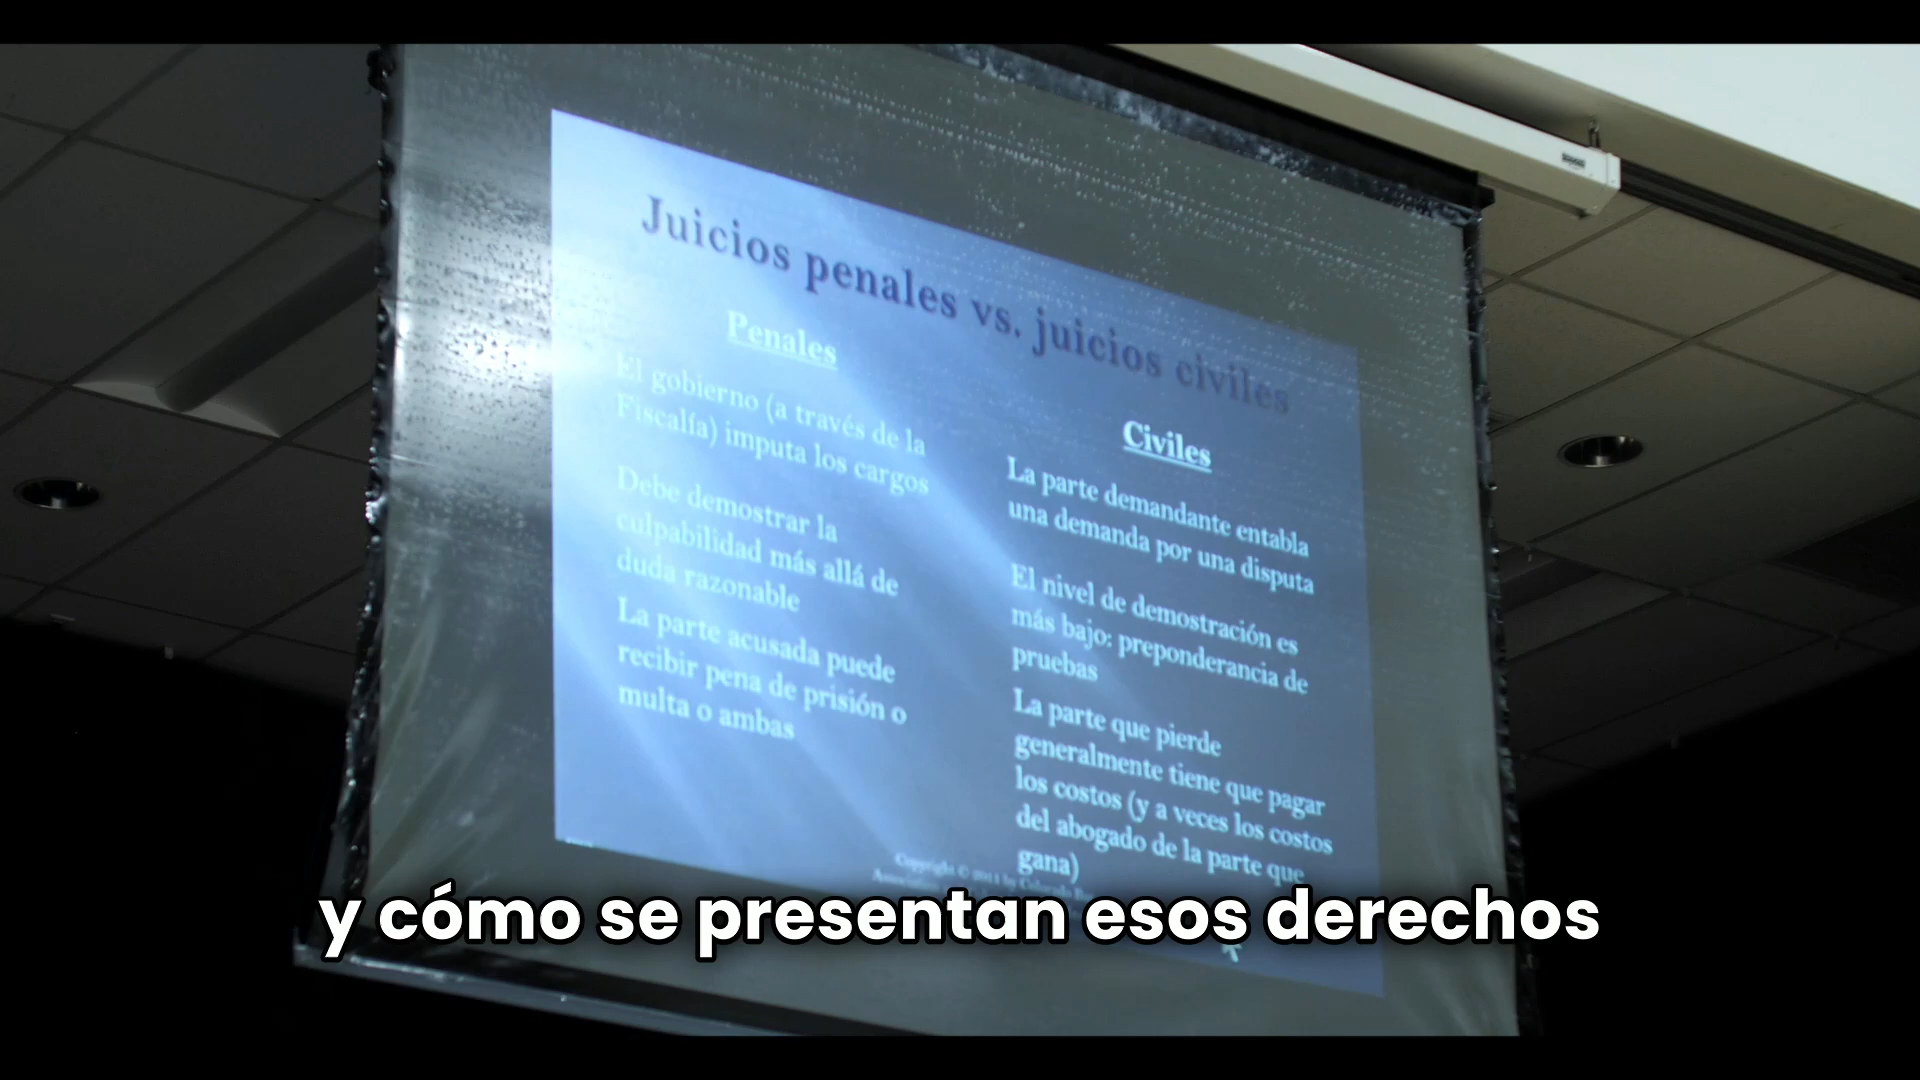 Juicios penales vs. juicios civiles
Penales
El gobierno (a través de la
Fiscalía) imputa los cargos
Debe demostrar la
culpabilidad más allá de
duda razonable
La parte acusada puede
recibir pena de prisión o
multa o ambas
Civiles
La parte demandante entabla
una demanda por una disputa
El nivel de demostración es
más bajo: preponderancia de
pruebas
La parte que pierde
generalmente tiene que pagar
los costos (y a veces los costos
del abogado de la parte que
gana)
Copyright © 2011 by Colorado
y cómo se presentan esos derechos